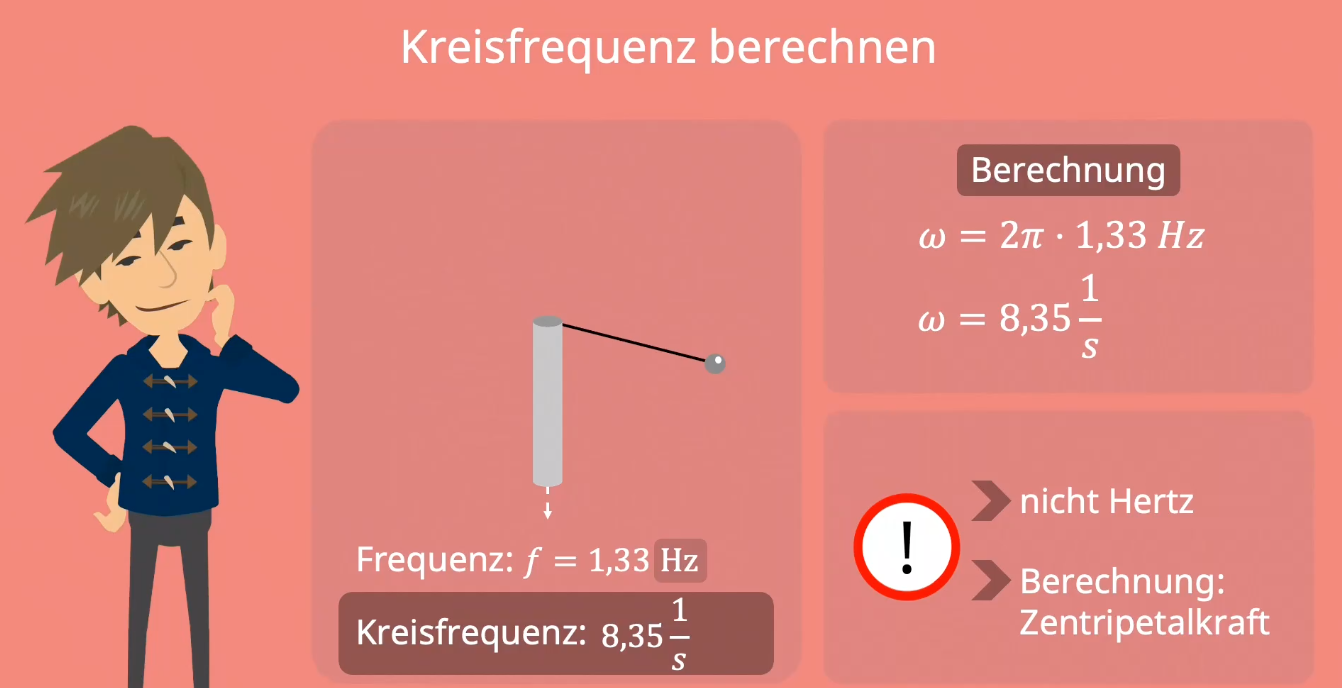 Kreisfrequenz berechnen
Frequenz: f = 1,33 Hz
Kreisfrequenz: 8,35 1/s
Berechnung
ω = 2π · 1,33 Hz
ω = 8,35 1/s
!
nicht Hertz
Berechnung:
Zentripetalkraft